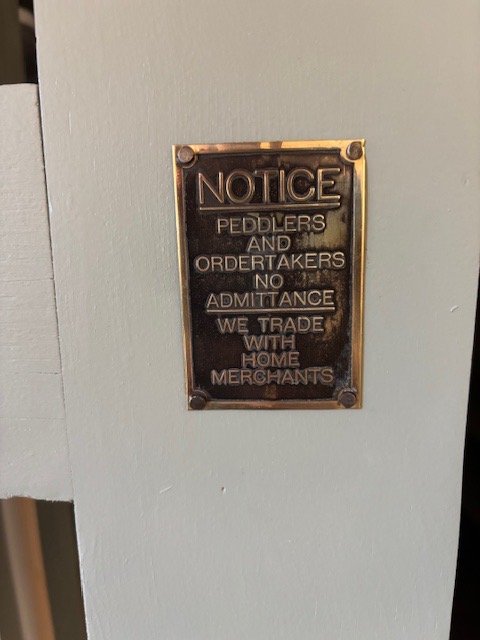 NOTICE
PEDDLERS
AND
ORDERTAKERS
NO
ADMITTANCE
WE TRADE
WITH
HOME
MERCHANTS